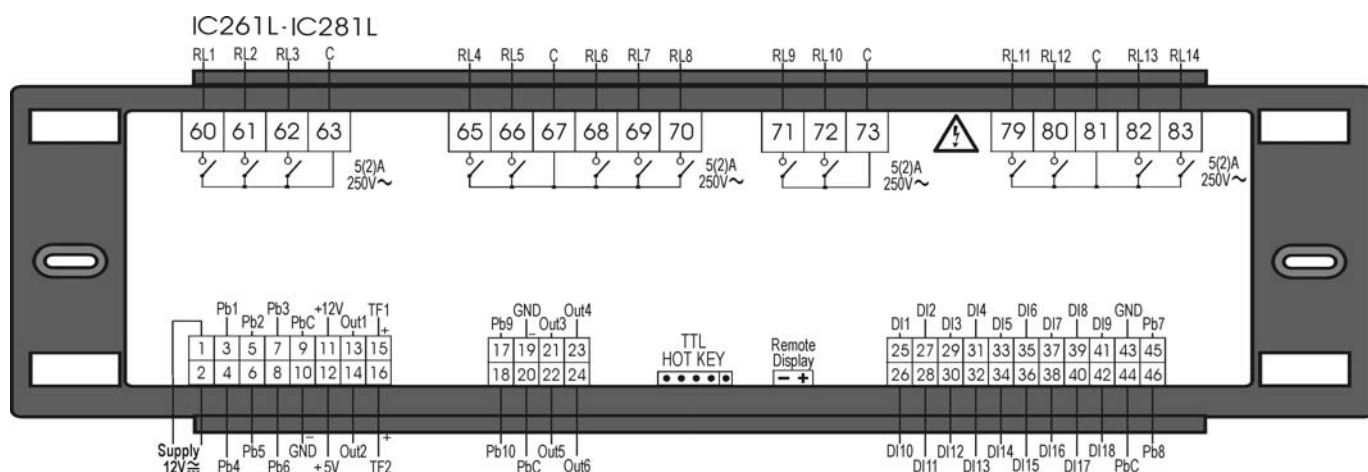 IC261L - IC281L
RL1 RL2 RL3 C RL4 RL5 C RL6 RL7 RL8 RL9 RL10 C RL11 RL12 C RL13 RL14
60 61 62 63 65 66 67 68 69 70 71 72 73 79 80 81 82 83
5(2)A 5(2)A 5(2)A 5(2)A
250V~ 250V~ 250V~ 250V~
Pb1 Pb3 +12V TF1 GND Out4 DI2 DI4 DI6 DI8 GND
Pb2 PbC Out1 + Pb9 – Out3 TTL Remote DI1 DI3 DI5 DI7 DI9 Pb7
HOT KEY Display
1 3 5 7 9 11 13 15 17 19 21 23 25 27 29 31 33 35 37 39 41 43 45
2 4 6 8 10 12 14 16 18 20 22 24 – + 26 28 30 32 34 36 38 40 42 44 46
Supply Pb5 GND – Out2 + Pb10 Out5 DI10 DI12 DI14 DI16 DI18 Pb8
12V≂ Pb4 Pb6 +5V TF2 PbC Out6 DI11 DI13 DI15 DI17 PbC